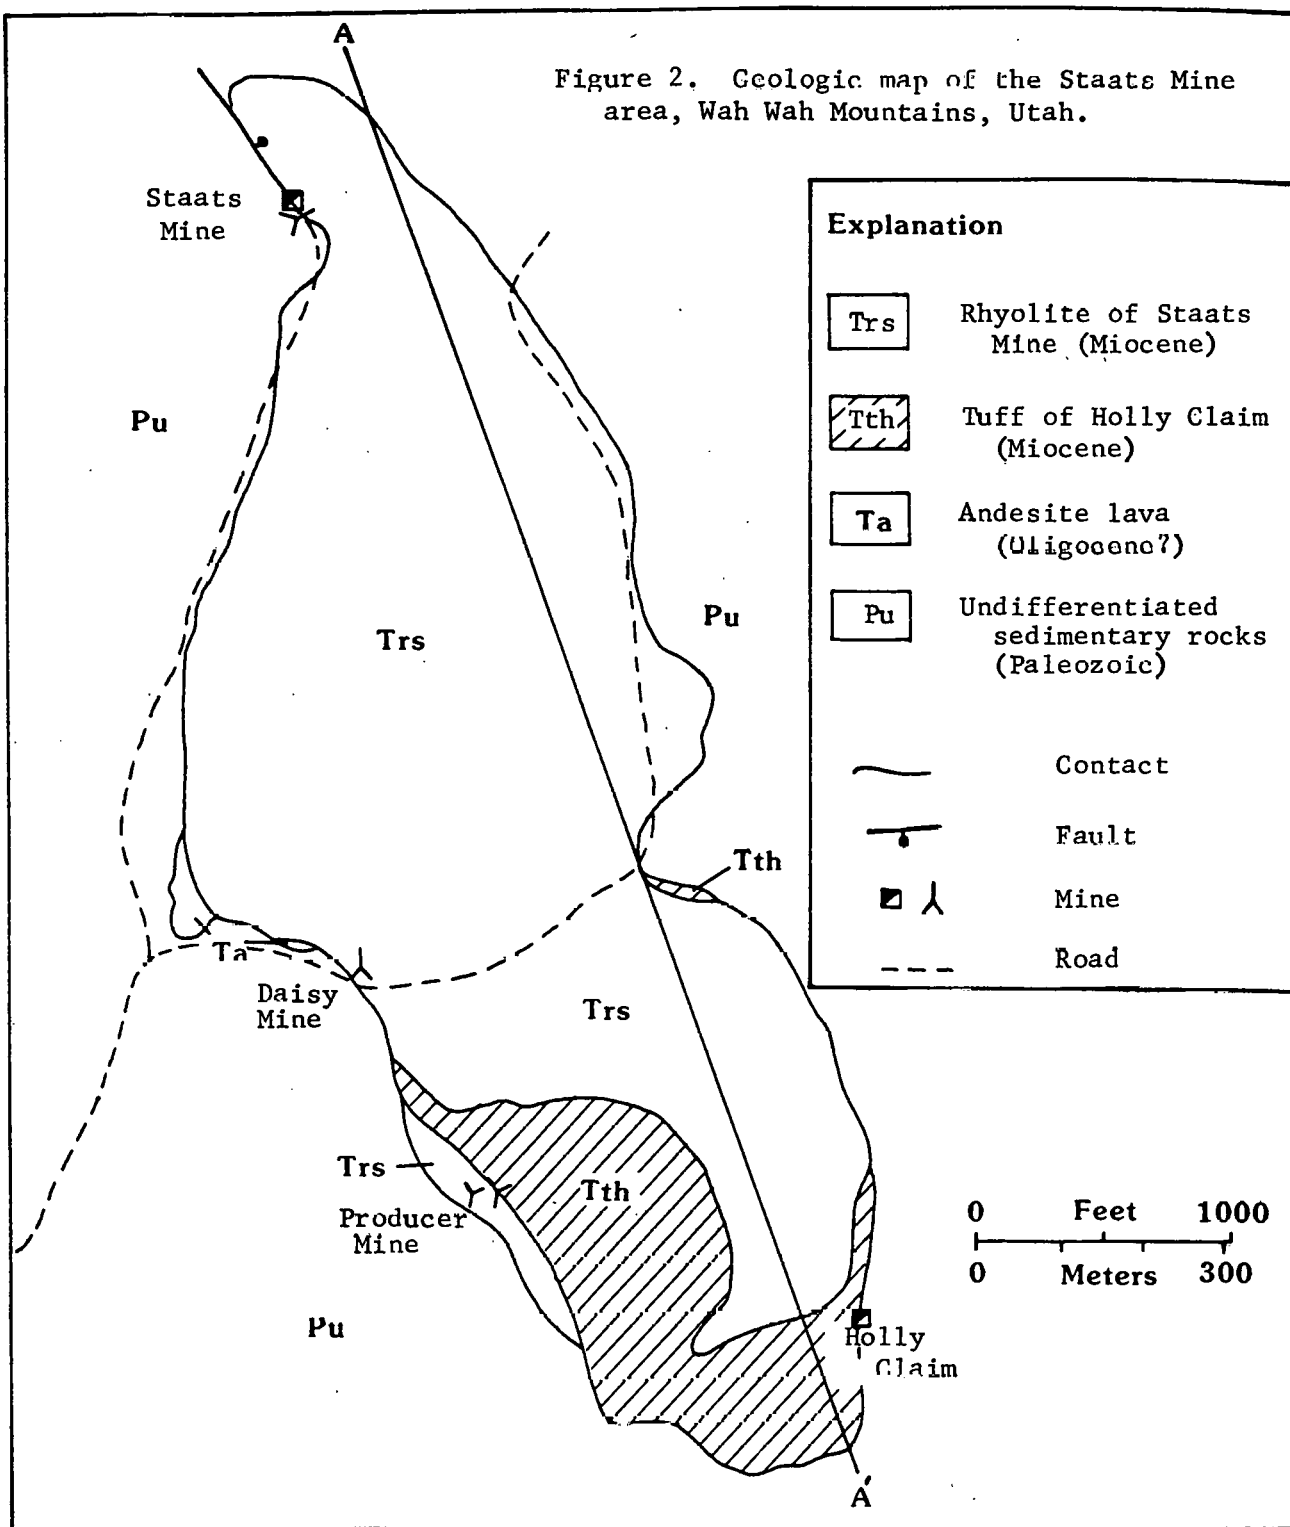 A
Figure 2. Geologic map of the Staats Mine
area, Wah Wah Mountains, Utah.
Staats
Mine
Explanation
Trs
Rhyolite of Staats
Mine (Miocene)
Tth
Tuff of Holly Claim
(Miocene)
Ta
Andesite lava
(Oligocene?)
Pu
Undifferentiated
sedimentary rocks
(Paleozoic)
Contact
Fault
Mine
Road
Pu
Pu
Trs
Tth
Ta
Daisy
Mine
Trs
Trs
Tth
Producer
Mine
Pu
Holly
Claim
A'
0 Feet 1000
0 Meters 300